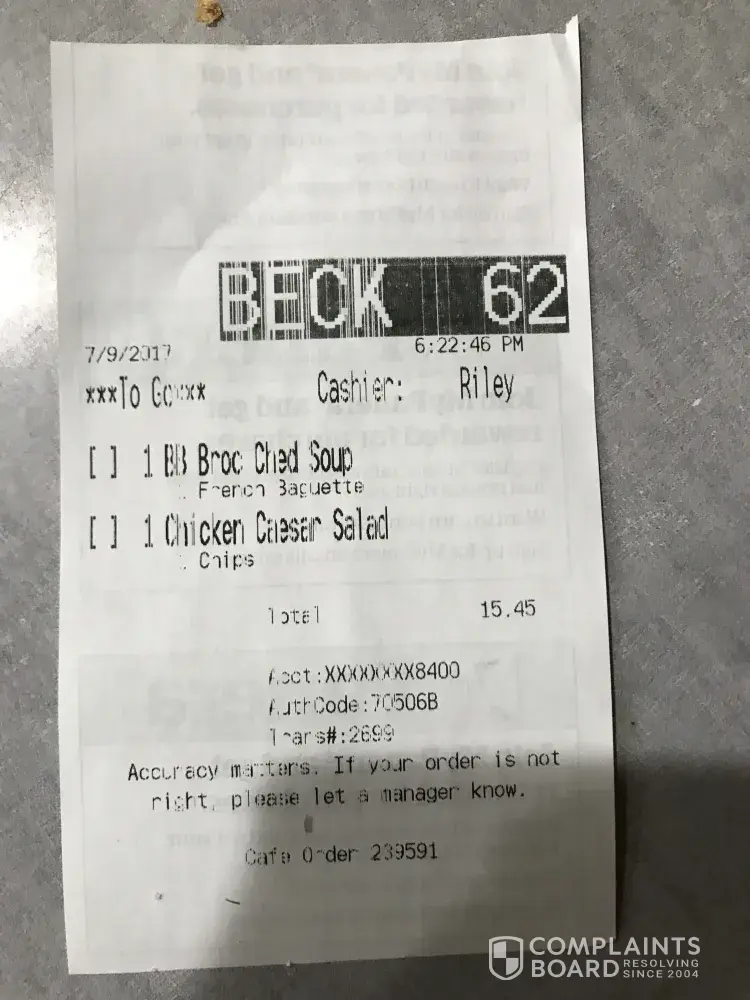 BECK 62
7/9/2017 6:22:46 PM
***To Go*** Cashier: Riley
[ ] 1 BB Broc Ched Soup
. French Baguette
[ ] 1 Chicken Caesar Salad
. Chips
Total 15.45
Acct:XXXXXXXX8400
AuthCode:70506B
Trans#:2699
Accuracy matters. If your order is not
right, please let a manager know.
Cafe Order 239591
COMPLAINTS
BOARD RESOLVING
SINCE 2004